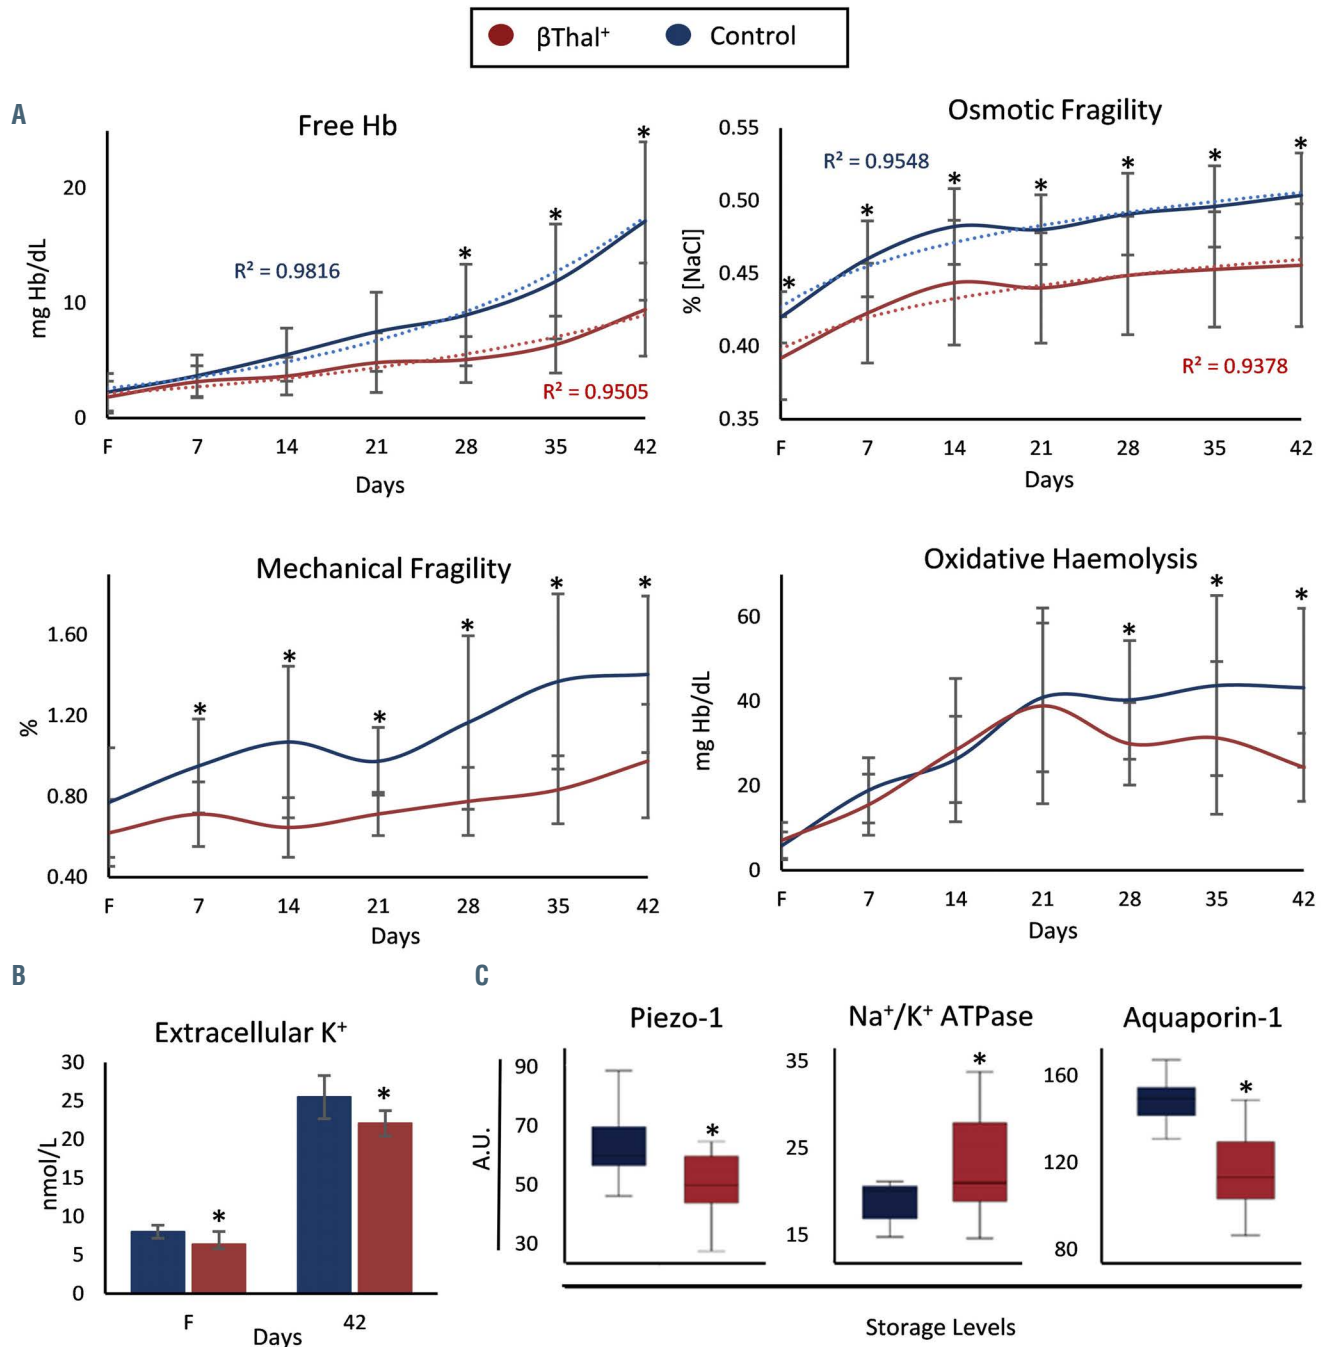 βThal⁺ Control
A
Free Hb
mg Hb/dL
20
10
0
R² = 0.9816
R² = 0.9505
* * *
F 7 14 21 28 35 42
Days
Osmotic Fragility
% [NaCl]
0.55
0.50
0.45
0.40
0.35
R² = 0.9548
R² = 0.9378
* * * * * * *
F 7 14 21 28 35 42
Days
Mechanical Fragility
%
1.60
1.20
0.80
0.40
* * * * * *
F 7 14 21 28 35 42
Days
Oxidative Haemolysis
mg Hb/dL
60
40
20
0
* * *
F 7 14 21 28 35 42
Days
B
Extracellular K⁺
nmol/L
30
25
20
15
10
5
0
* *
F 42
Days
C
Piezo-1
A.U.
90
70
50
30
*
Na⁺/K⁺ ATPase
35
25
15
*
Aquaporin-1
160
120
80
*
Storage Levels